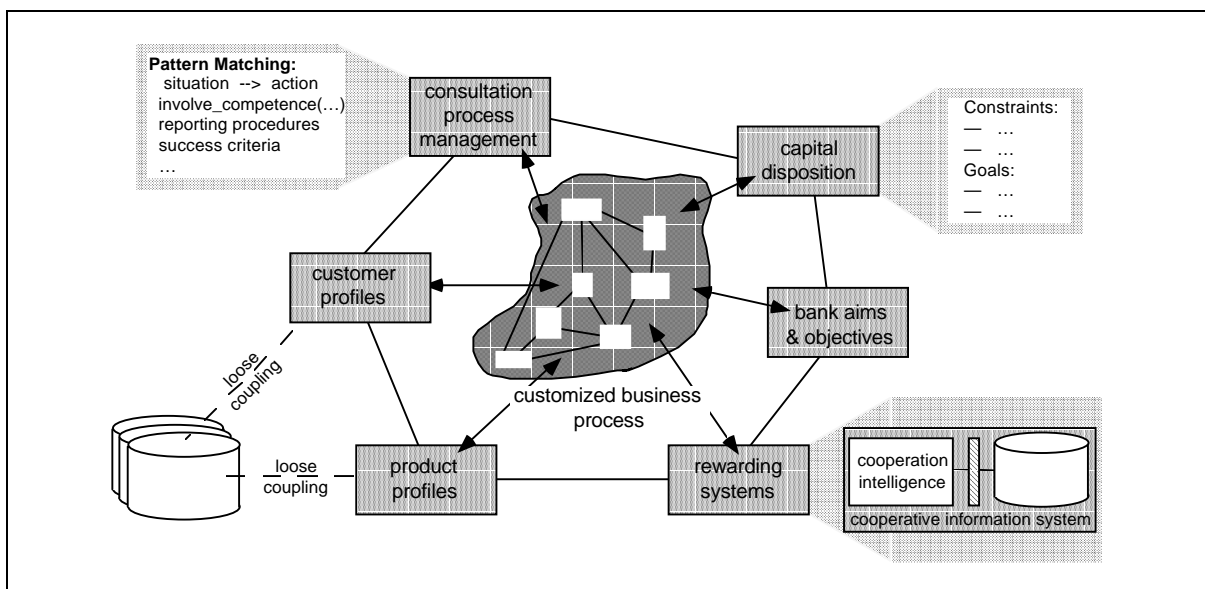 Pattern Matching:
situation --> action
involve_competence(…)
reporting procedures
success criteria
…
consultation
process
management
capital
disposition
Constraints:
— …
— …
Goals:
— …
— …
customer
profiles
bank aims
& objectives
loose
coupling
customized business
process
loose
coupling
product
profiles
rewarding
systems
cooperation
intelligence
cooperative information system